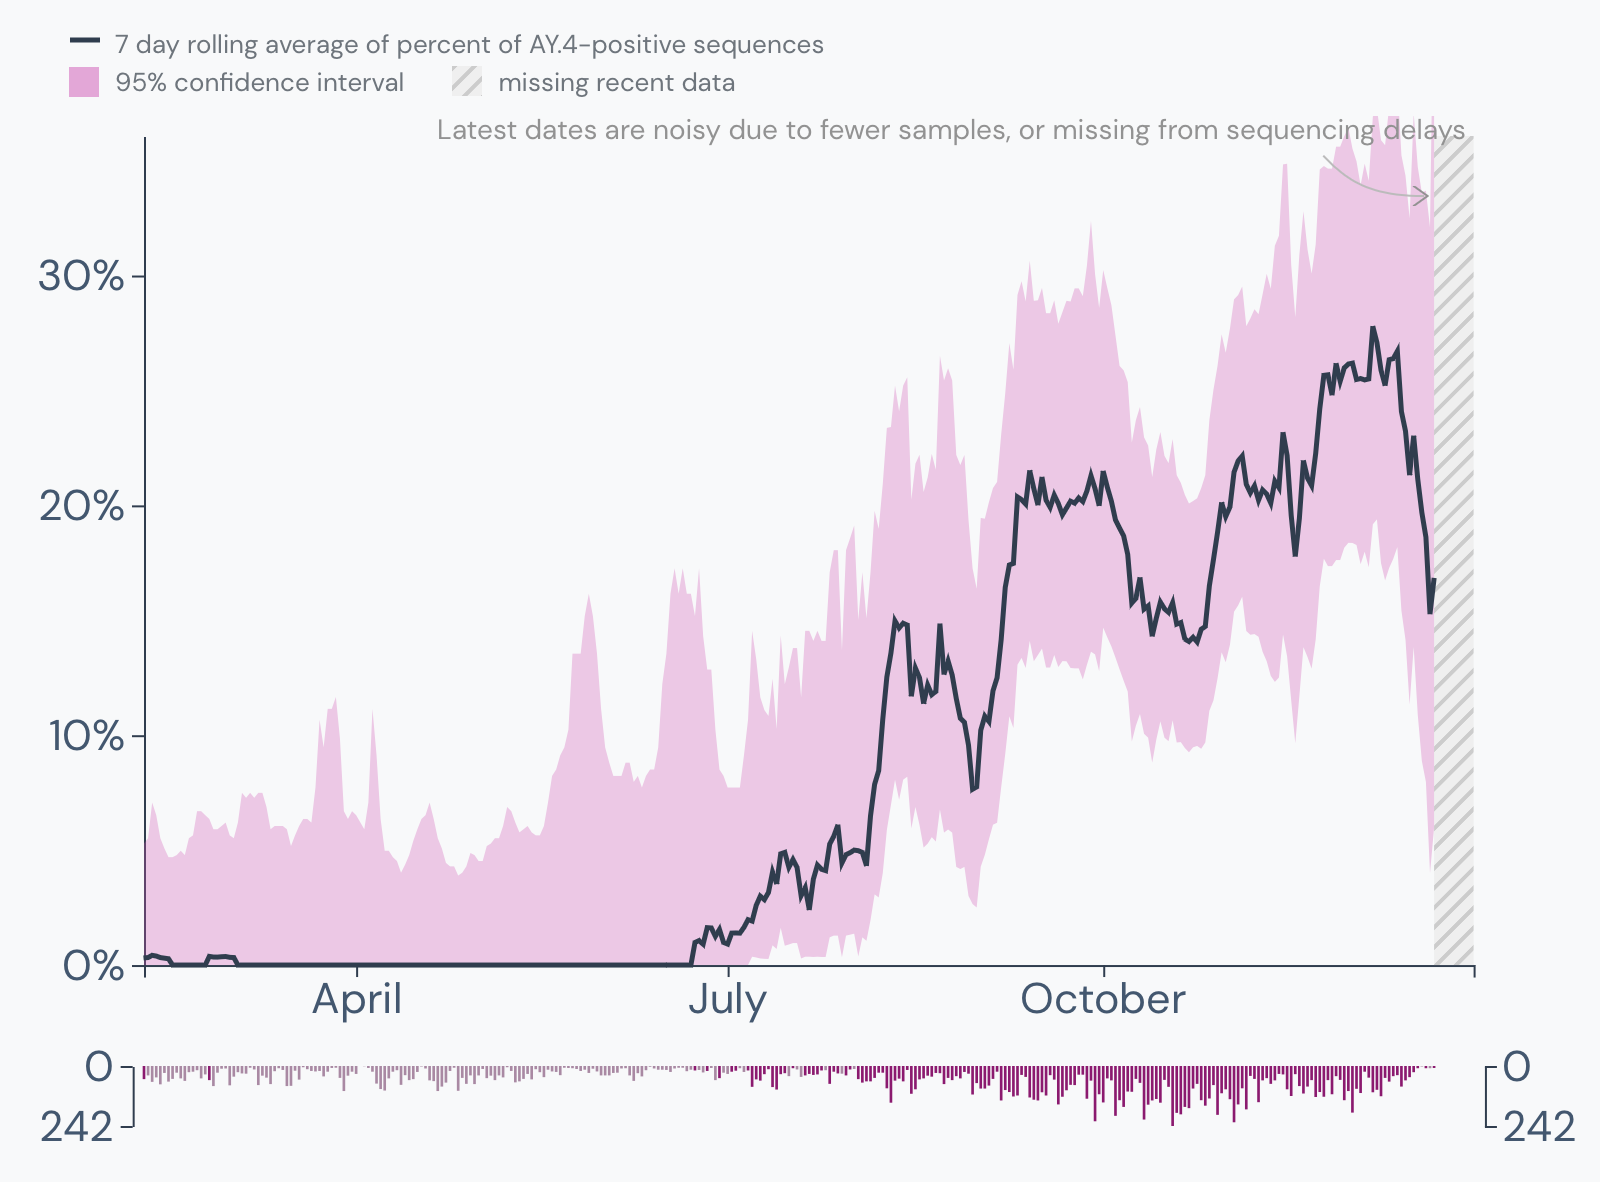 7 day rolling average of percent of AY.4-positive sequences
95% confidence interval missing recent data
Latest dates are noisy due to fewer samples, or missing from sequencing delays
30%
20%
10%
0%
April July October
0 0
242 242